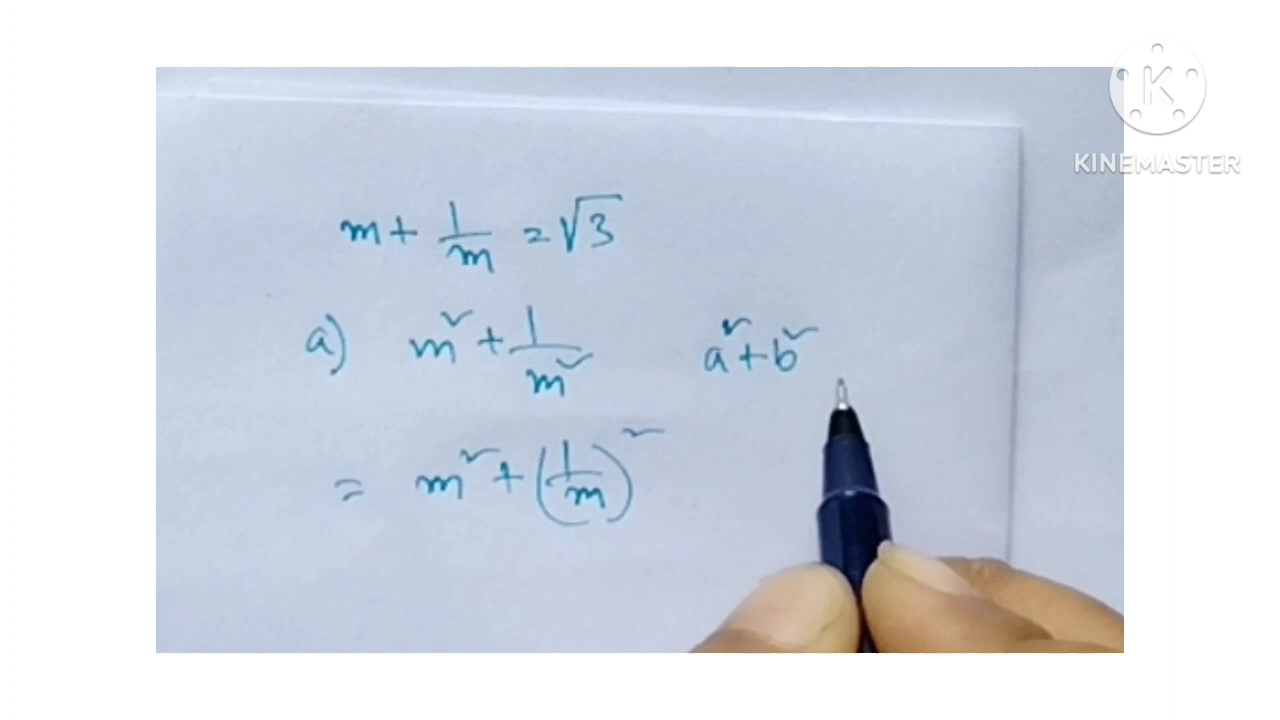 KINEMASTER
m + 1/m = √3
a) m² + 1/m² a² + b²
= m² + (1/m)²